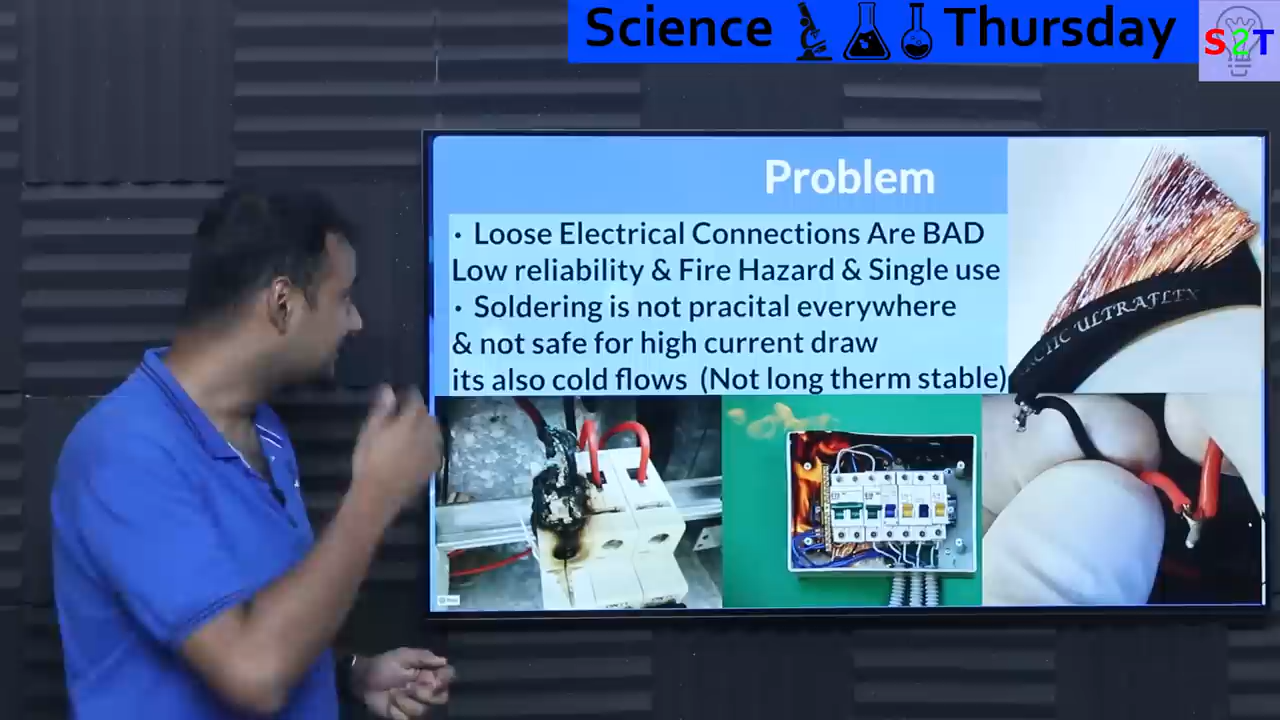 Science Thursday
S2T
Problem
· Loose Electrical Connections Are BAD
Low reliability & Fire Hazard & Single use
· Soldering is not pracital everywhere
& not safe for high current draw
its also cold flows (Not long therm stable)
CTIC ULTRAFLEX